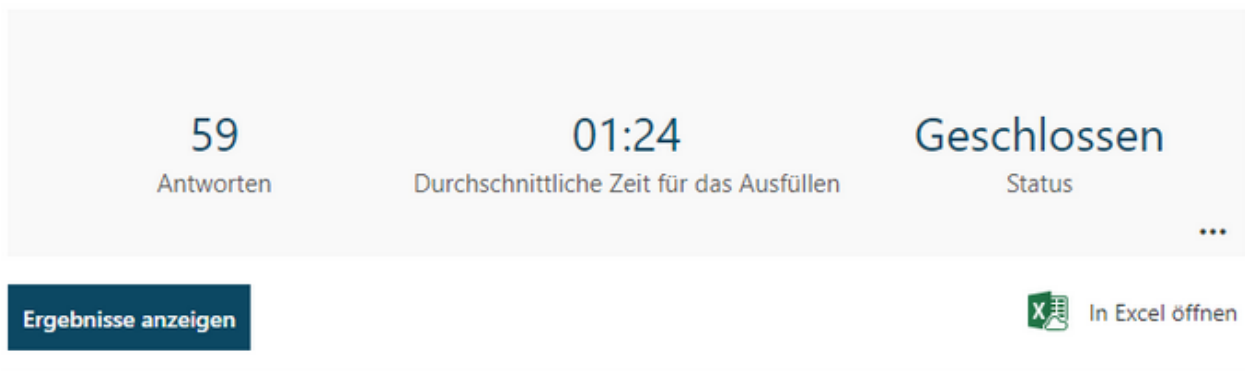 59 01:24 Geschlossen
Antworten Durchschnittliche Zeit für das Ausfüllen Status
...
Ergebnisse anzeigen In Excel öffnen